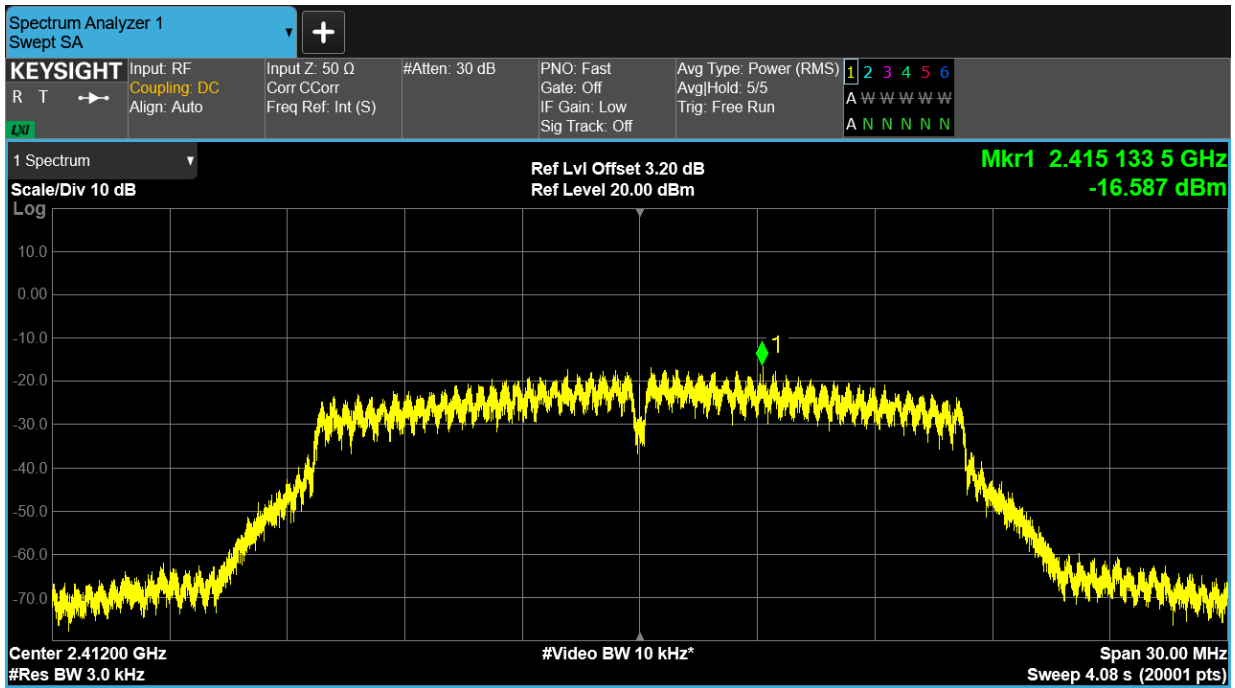 Spectrum Analyzer 1
Swept SA
KEYSIGHT
R T
LXI
Input: RF
Coupling: DC
Align: Auto
Input Z: 50 Ω
Corr CCorr
Freq Ref: Int (S)
#Atten: 30 dB
PNO: Fast
Gate: Off
IF Gain: Low
Sig Track: Off
Avg Type: Power (RMS)
Avg|Hold: 5/5
Trig: Free Run
1 2 3 4 5 6
A W W W W W
A N N N N N
1 Spectrum
Scale/Div 10 dB
Log
Ref Lvl Offset 3.20 dB
Ref Level 20.00 dBm
Mkr1 2.415 133 5 GHz
-16.587 dBm
10.0
0.00
-10.0
1
-20.0
-30.0
-40.0
-50.0
-60.0
-70.0
Center 2.41200 GHz
#Video BW 10 kHz*
Span 30.00 MHz
#Res BW 3.0 kHz
Sweep 4.08 s (20001 pts)